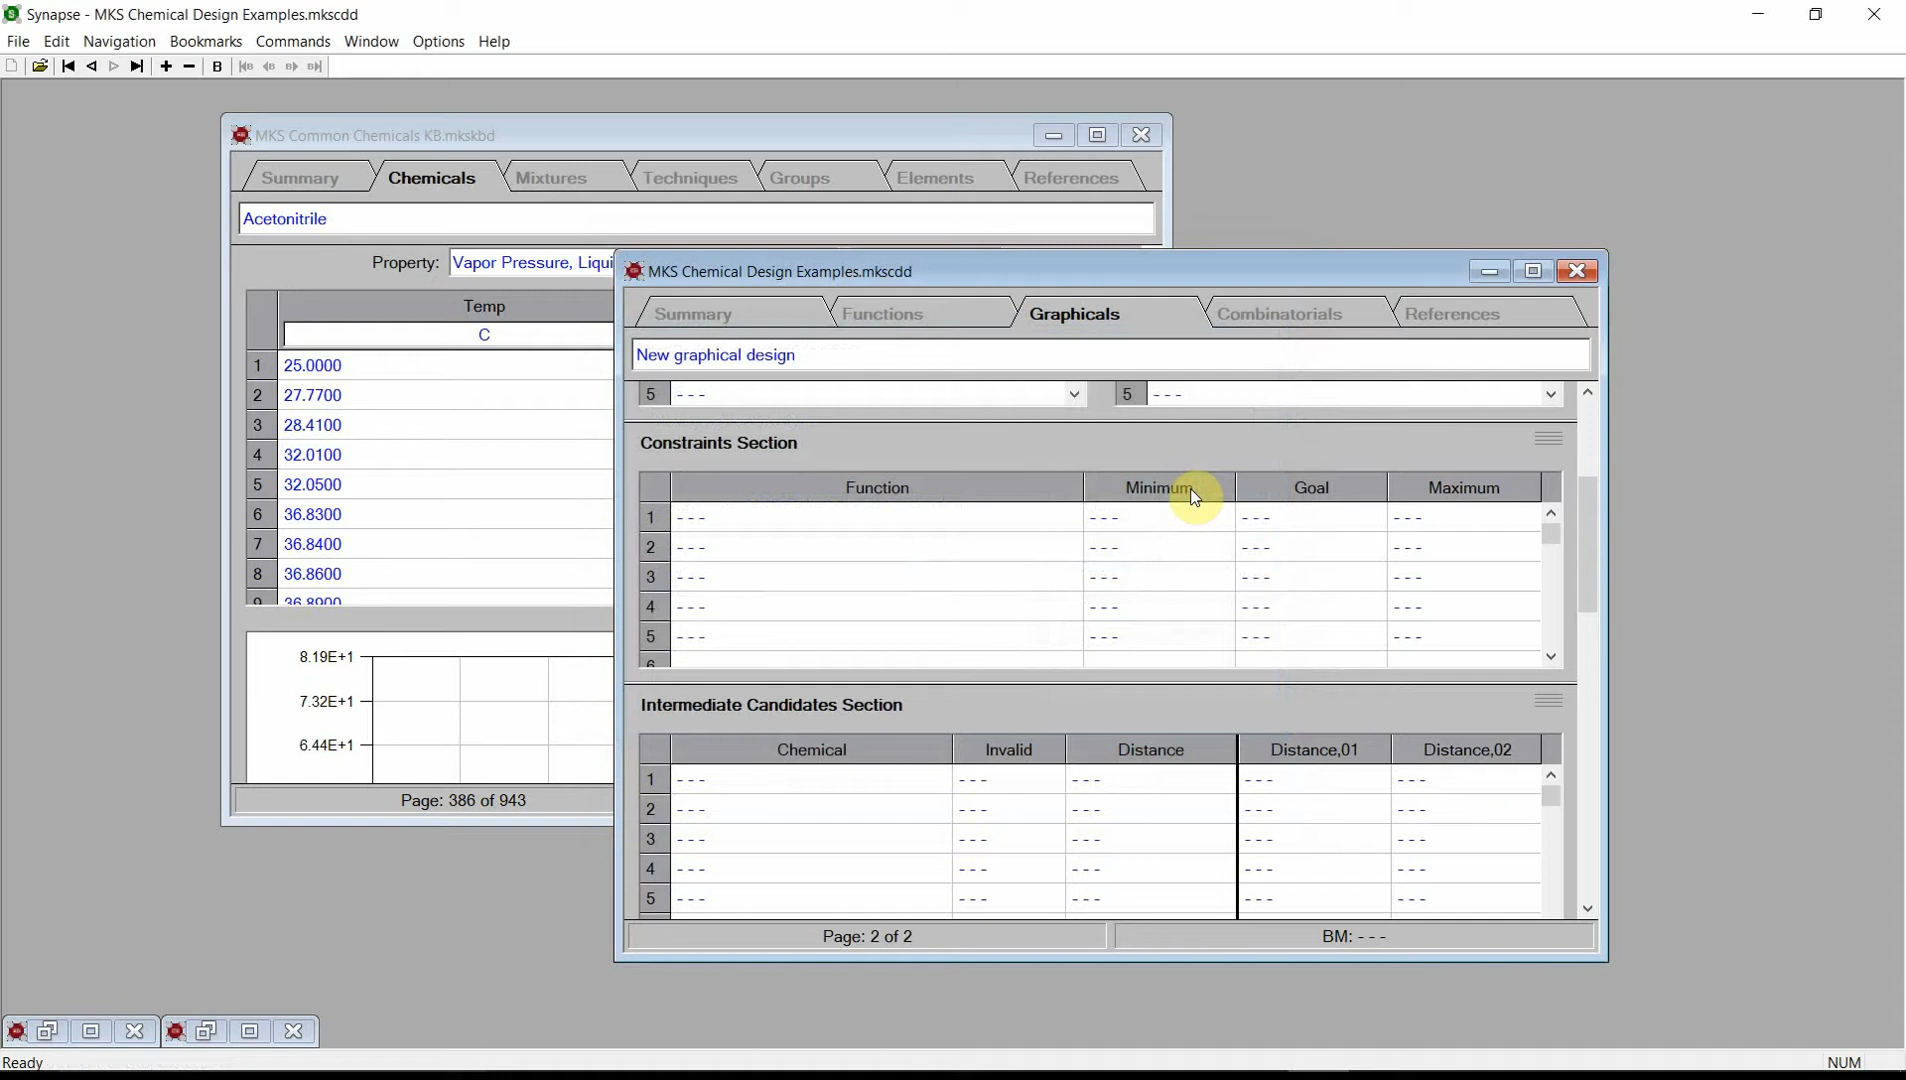 Synapse - MKS Chemical Design Examples.mkscdd
File Edit Navigation Bookmarks Commands Window Options Help
B
MKS Common Chemicals KB.mkskbd
Summary Chemicals Mixtures Techniques Groups Elements References
Acetonitrile
Property: Vapor Pressure, Liqui
Temp
C
1 25.0000
2 27.7700
3 28.4100
4 32.0100
5 32.0500
6 36.8300
7 36.8400
8 36.8600
9 36.8900
8.19E+1
7.32E+1
6.44E+1
Page: 386 of 943
MKS Chemical Design Examples.mkscdd
Summary Functions Graphicals Combinatorials References
New graphical design
5 - - - 5 - - -
Constraints Section
Function Minimum Goal Maximum
1 - - - - - - - - - - - -
2 - - - - - - - - - - - -
3 - - - - - - - - - - - -
4 - - - - - - - - - - - -
5 - - - - - - - - - - - -
6
Intermediate Candidates Section
Chemical Invalid Distance Distance,01 Distance,02
1 - - - - - - - - - - - - - - -
2 - - - - - - - - - - - - - - -
3 - - - - - - - - - - - - - - -
4 - - - - - - - - - - - - - - -
5 - - - - - - - - - - - - - - -
Page: 2 of 2 BM: - - -
Ready NUM